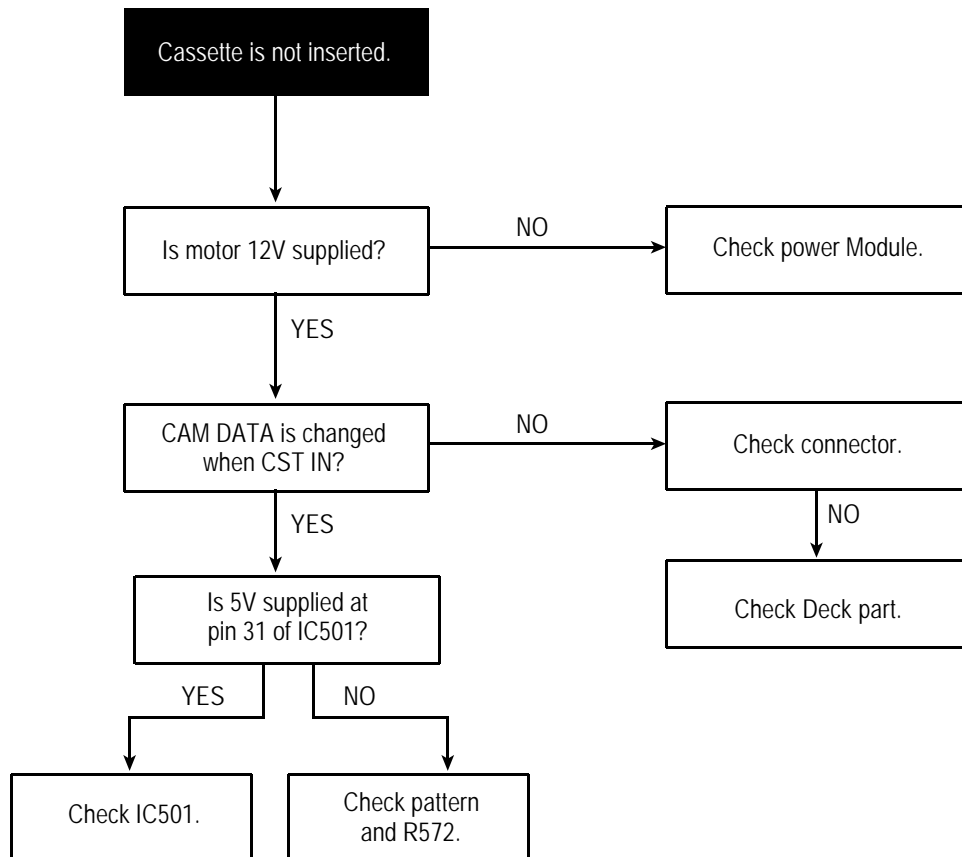 Cassette is not inserted.
Is motor 12V supplied?
NO
Check power Module.
YES
CAM DATA is changed
when CST IN?
NO
Check connector.
YES
NO
Is 5V supplied at
pin 31 of IC501?
Check Deck part.
YES
NO
Check IC501.
Check pattern
and R572.